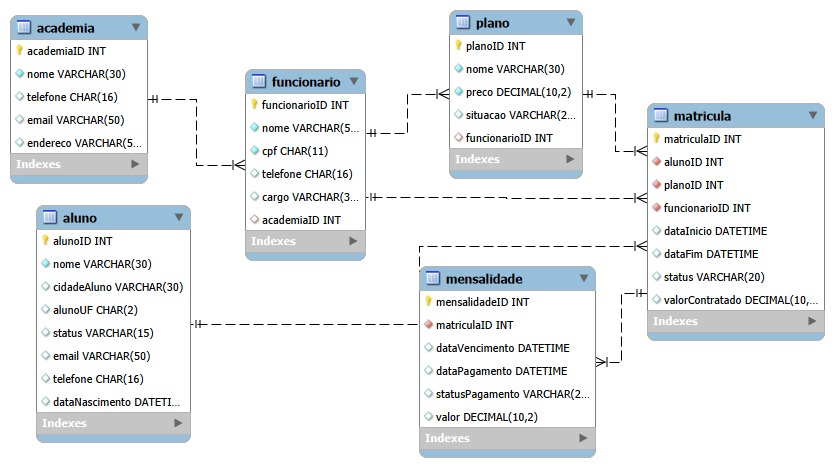 academia
academiaID INT
nome VARCHAR(30)
telefone CHAR(16)
email VARCHAR(50)
endereco VARCHAR(5...
Indexes
funcionario
funcionarioID INT
nome VARCHAR(5...
cpf CHAR(11)
telefone CHAR(16)
cargo VARCHAR(3...
academiaID INT
Indexes
plano
planoID INT
nome VARCHAR(30)
preco DECIMAL(10,2)
situacao VARCHAR(2...
funcionarioID INT
Indexes
matricula
matriculaID INT
alunoID INT
planoID INT
funcionarioID INT
dataInicio DATETIME
dataFim DATETIME
status VARCHAR(20)
valorContratado DECIMAL(10,...
Indexes
aluno
alunoID INT
nome VARCHAR(30)
cidadeAluno VARCHAR(30)
alunoUF CHAR(2)
status VARCHAR(15)
email VARCHAR(50)
telefone CHAR(16)
dataNascimento DATETI...
Indexes
mensalidade
mensalidadeID INT
matriculaID INT
dataVencimento DATETIME
dataPagamento DATETIME
statusPagamento VARCHAR(2...
valor DECIMAL(10,2)
Indexes